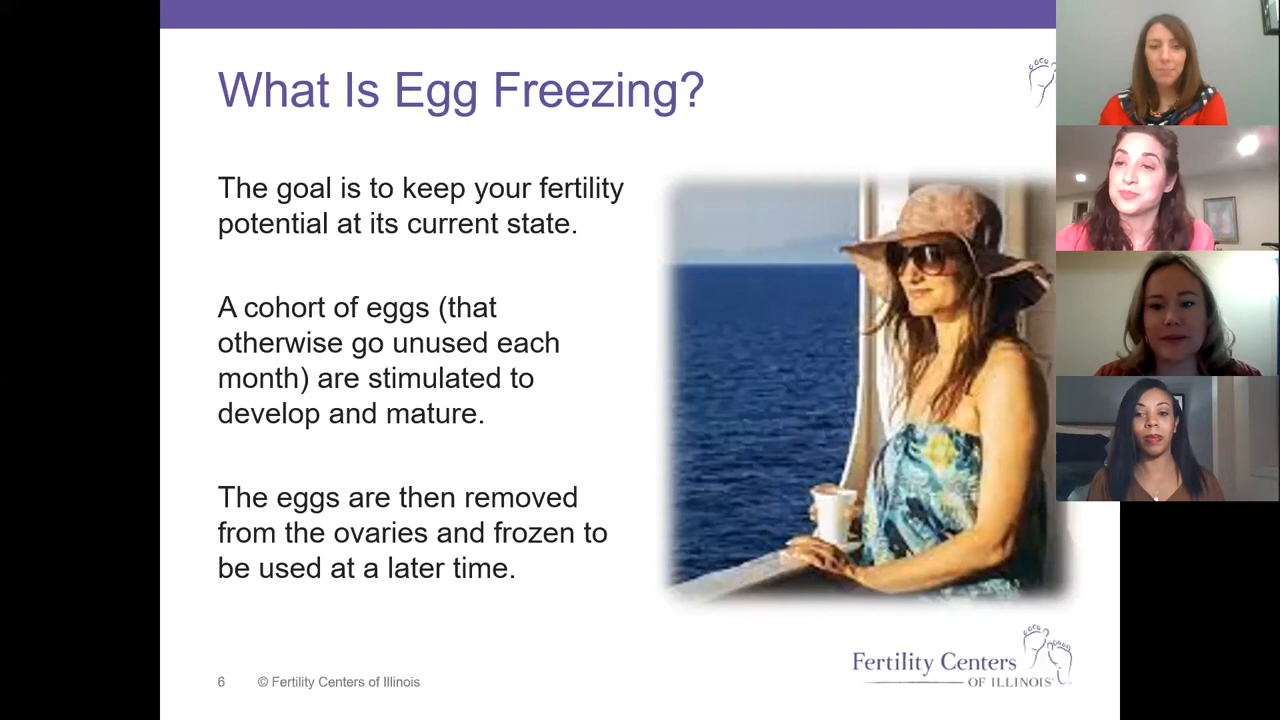 What Is Egg Freezing?
The goal is to keep your fertility
potential at its current state.
A cohort of eggs (that
otherwise go unused each
month) are stimulated to
develop and mature.
The eggs are then removed
from the ovaries and frozen to
be used at a later time.
Fertility Centers
OF ILLINOIS
6 © Fertility Centers of Illinois